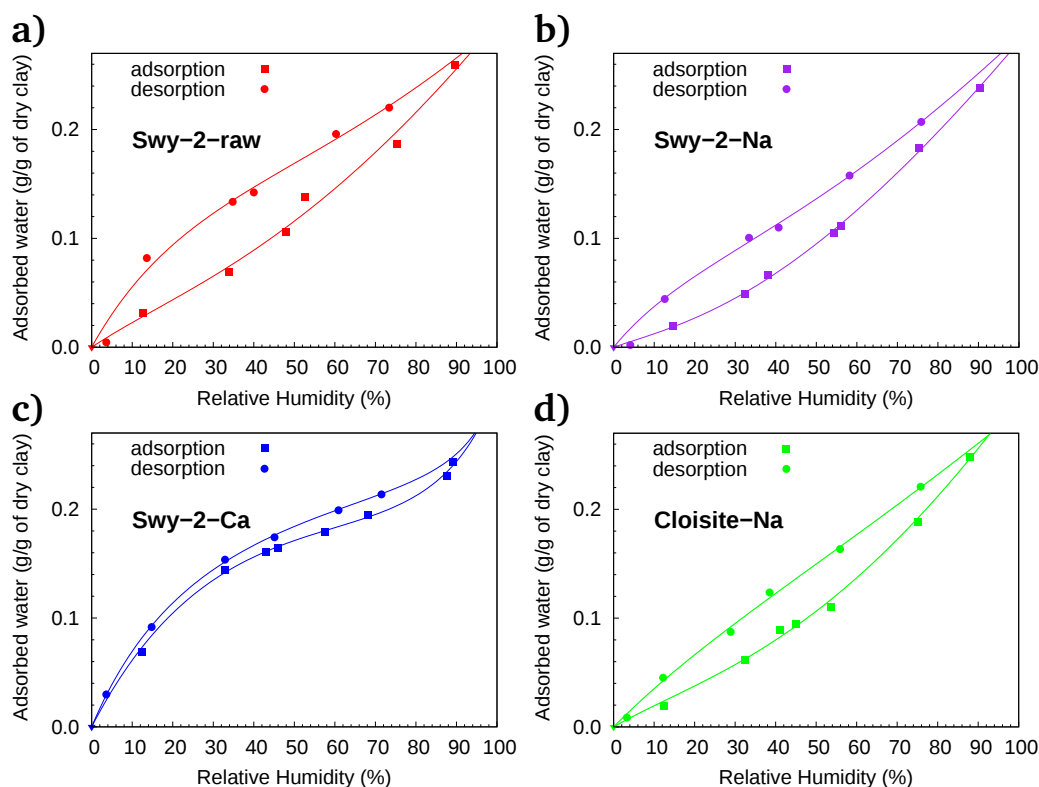 a)
Adsorbed water (g/g of dry clay)
adsorption
desorption
Swy−2−raw
0.2
0.1
0.0
0 10 20 30 40 50 60 70 80 90 100
Relative Humidity (%)
b)
Adsorbed water (g/g of dry clay)
adsorption
desorption
Swy−2−Na
0.2
0.1
0.0
0 10 20 30 40 50 60 70 80 90 100
Relative Humidity (%)
c)
Adsorbed water (g/g of dry clay)
adsorption
desorption
Swy−2−Ca
0.2
0.1
0.0
0 10 20 30 40 50 60 70 80 90 100
Relative Humidity (%)
d)
Adsorbed water (g/g of dry clay)
adsorption
desorption
Cloisite−Na
0.2
0.1
0.0
0 10 20 30 40 50 60 70 80 90 100
Relative Humidity (%)